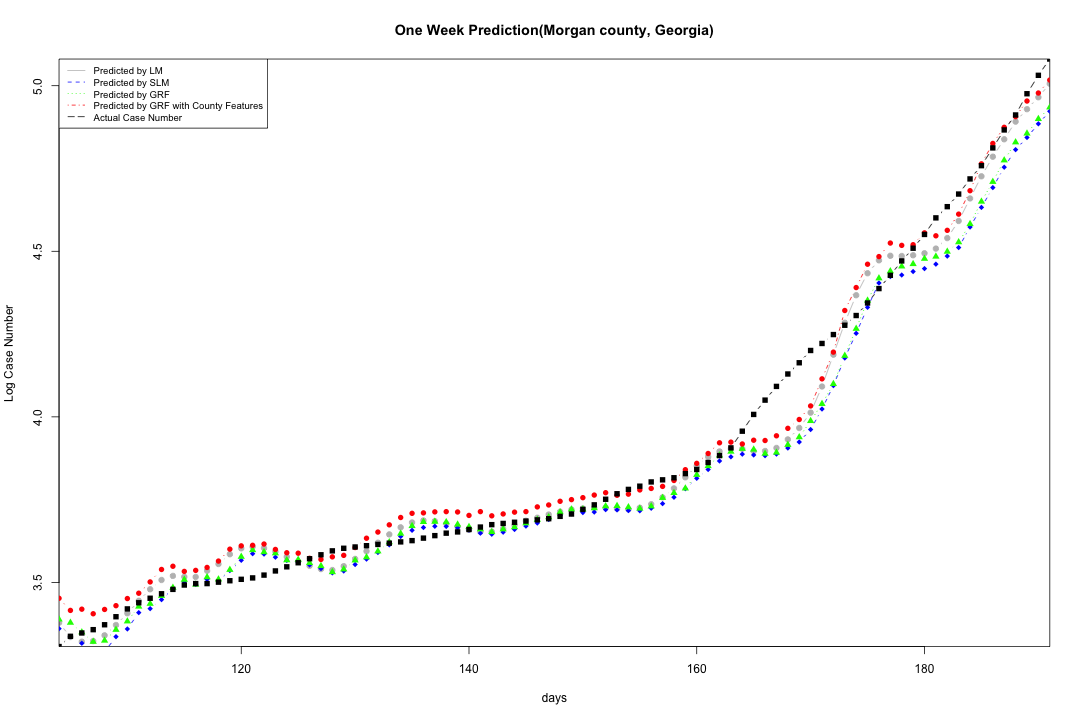 One Week Prediction(Morgan county, Georgia)
Predicted by LM
Predicted by SLM
Predicted by GRF
Predicted by GRF with County Features
Actual Case Number
5.0
4.5
4.0
3.5
Log Case Number
120 140 160 180
days